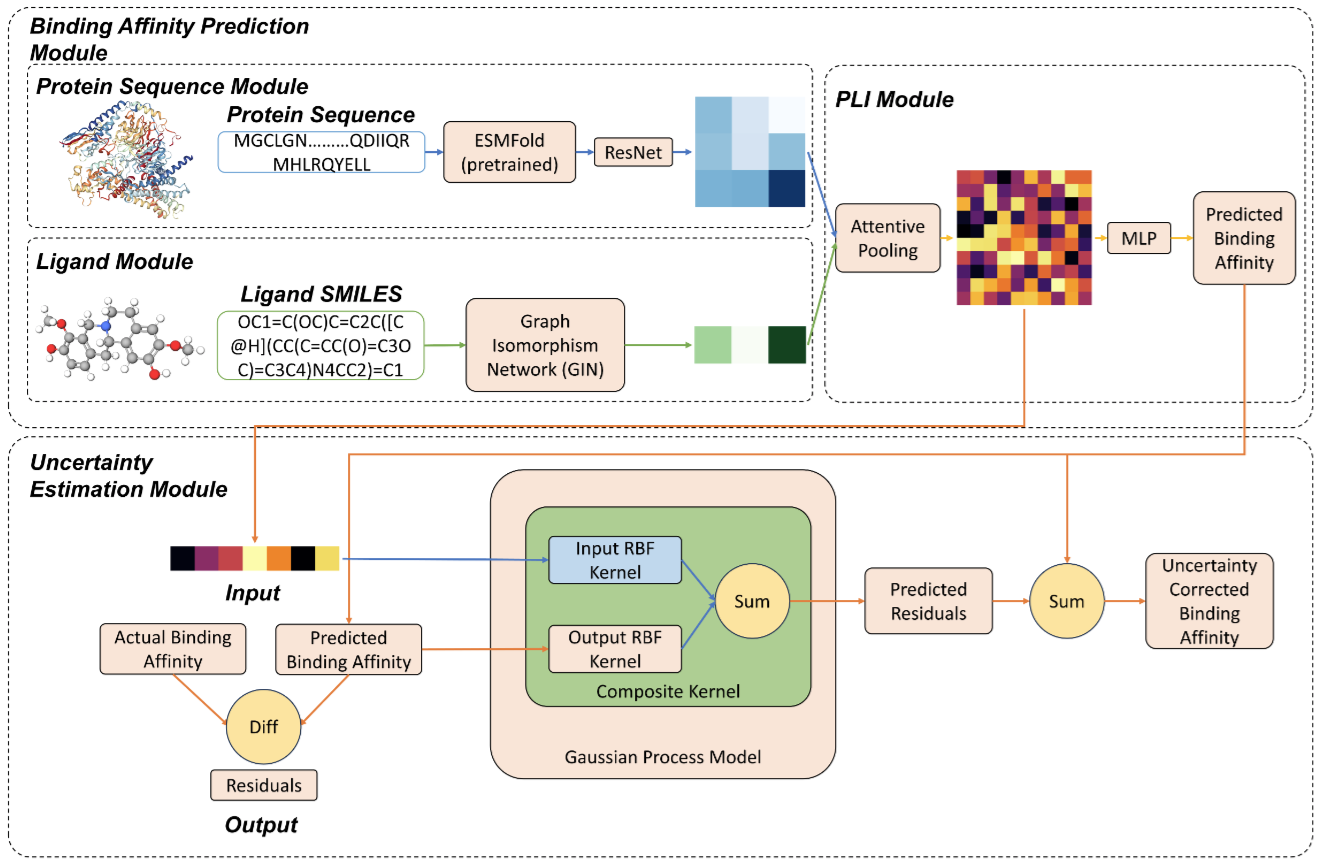 Binding Affinity Prediction
Module
Protein Sequence Module
Protein Sequence
MGCLGN.........QDIIQR
MHLRQYELL
ESMFold
(pretrained)
ResNet
PLI Module
Attentive
Pooling
MLP
Predicted
Binding
Affinity
Ligand Module
Ligand SMILES
OC1=C(OC)C=C2C([C
@H](CC(C=CC(O)=C3O
C)=C3C4)N4CC2)=C1
Graph
Isomorphism
Network (GIN)
Uncertainty
Estimation Module
Input
Actual Binding
Affinity
Predicted
Binding Affinity
Diff
Residuals
Output
Input RBF
Kernel
Output RBF
Kernel
Sum
Composite Kernel
Gaussian Process Model
Predicted
Residuals
Sum
Uncertainty
Corrected
Binding
Affinity